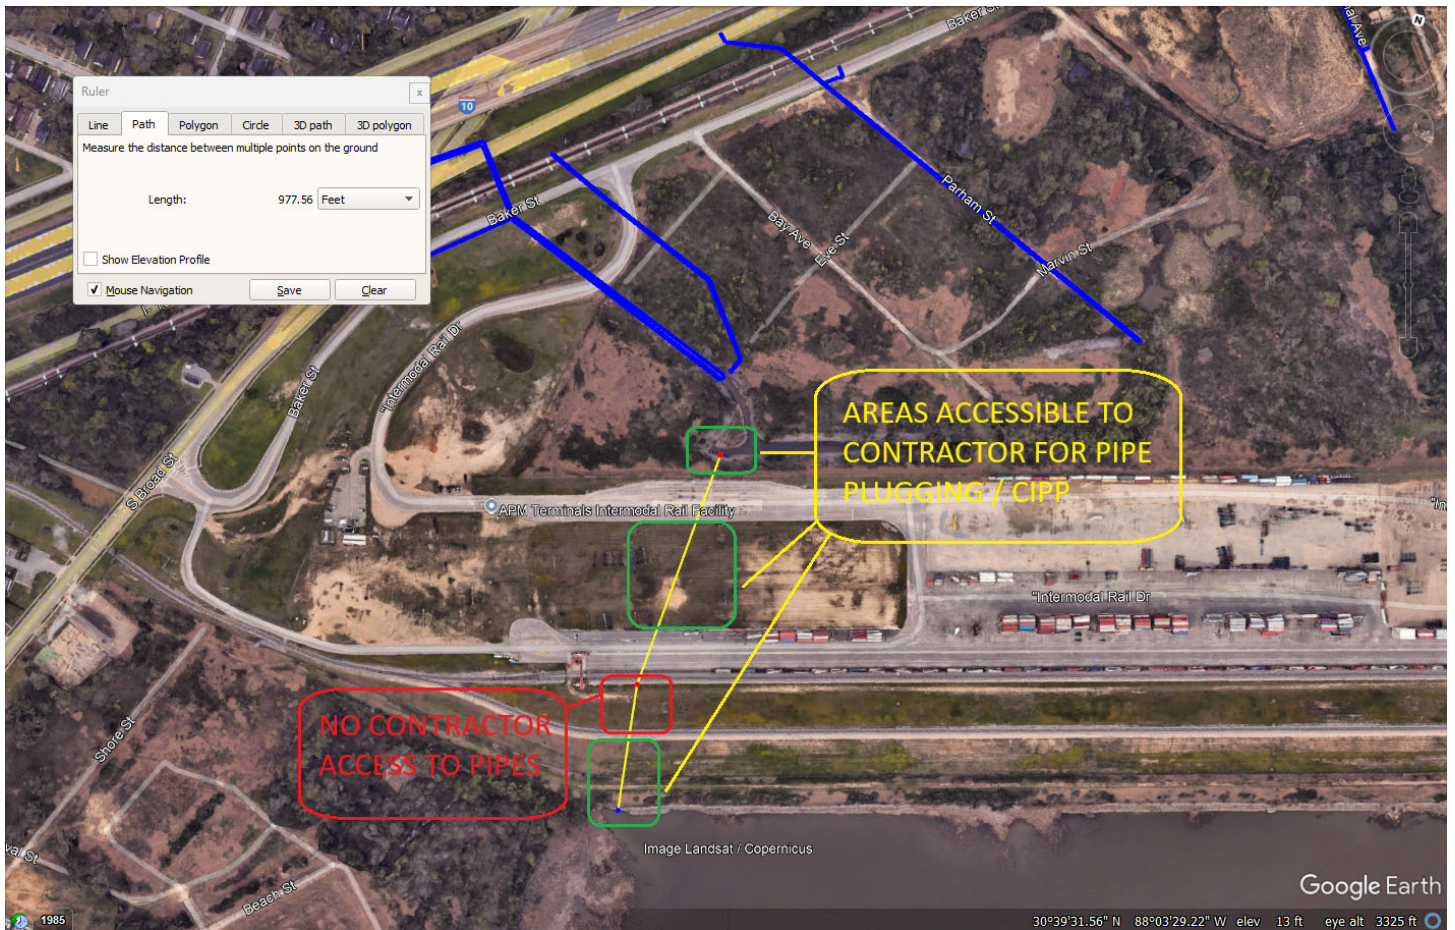 Ruler
x
Line
Path
Polygon
Circle
3D path
3D polygon
Measure the distance between multiple points on the ground
Length:
977.56
Feet
Show Elevation Profile
Mouse Navigation
Save
Clear
10
Baker St
N
Baker St
Parham St
Bay Ave
Eve St
Marvin St
"Intermodal Rail Dr
Baker St
S Broad St
AREAS ACCESSIBLE TO
CONTRACTOR FOR PIPE
PLUGGING / CIPP
APM Terminals Intermodal Rail Facility
"Intermodal Rail Dr
NO CONTRACTOR
ACCESS TO PIPES
Shore St
Beach St
Image Landsat / Copernicus
Google Earth
1985
30°39'31.56" N 88°03'29.22" W elev 13 ft eye alt 3325 ft